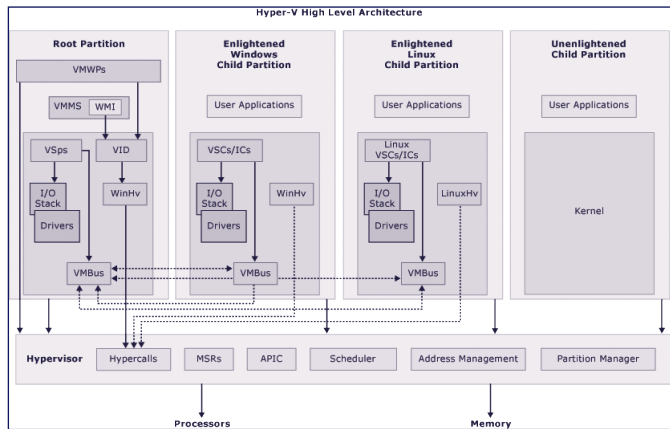 Hyper-V High Level Architecture
Root Partition
VMWPs
VMMS
WMI
VSps
VID
I/O
Stack
Drivers
WinHv
VMBus
Enlightened
Windows
Child Partition
User Applications
VSCs/ICs
I/O
Stack
Drivers
WinHv
VMBus
Enlightened
Linux
Child Partition
User Applications
Linux
VSCs/ICs
I/O
Stack
Drivers
LinuxHv
VMBus
Unenlightened
Child Partition
User Applications
Kernel
Hypervisor
Hypercalls
MSRs
APIC
Scheduler
Address Management
Partition Manager
Processors
Memory